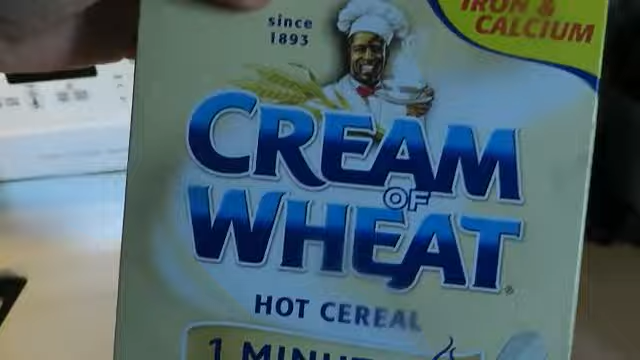 since
1893
IRON &
CALCIUM
CREAM
OF
WHEAT
HOT CEREAL
1 MINUTE